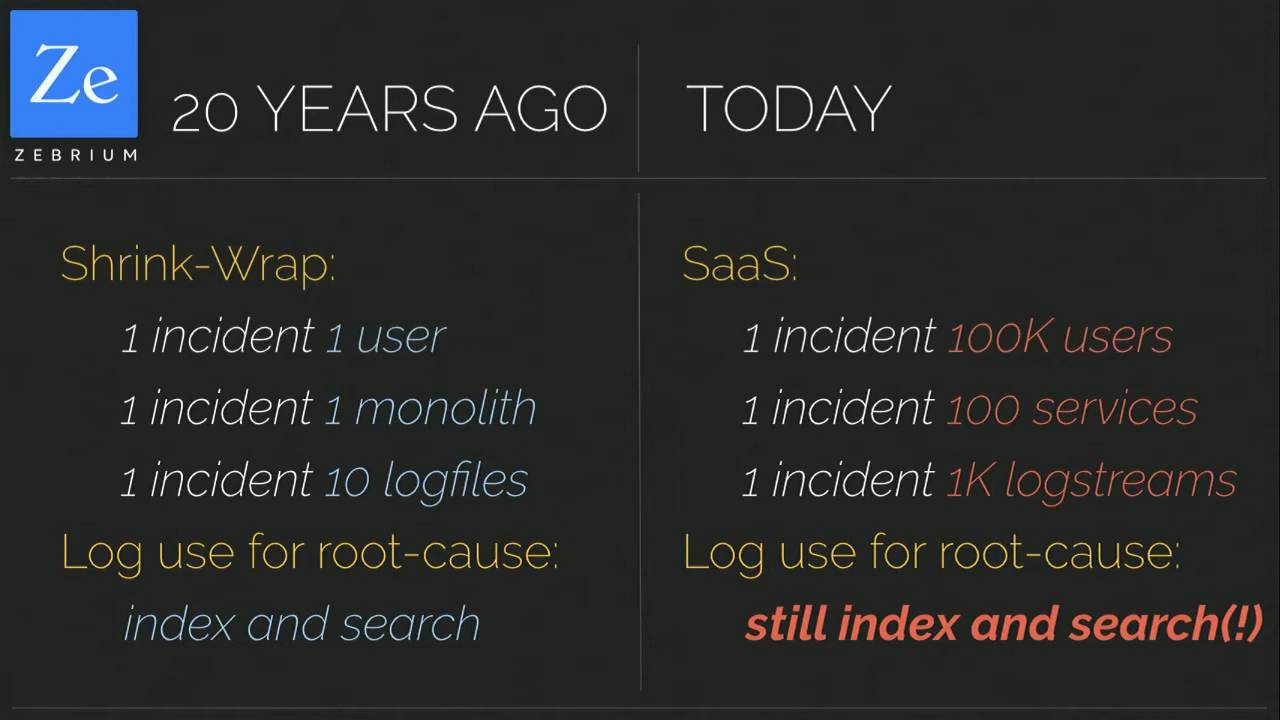 Ze
ZEBRIUM
20 YEARS AGO
TODAY
Shrink-Wrap:
1 incident 1 user
1 incident 1 monolith
1 incident 10 logfiles
Log use for root-cause:
index and search
SaaS:
1 incident 100K users
1 incident 100 services
1 incident 1K logstreams
Log use for root-cause:
still index and search(!)